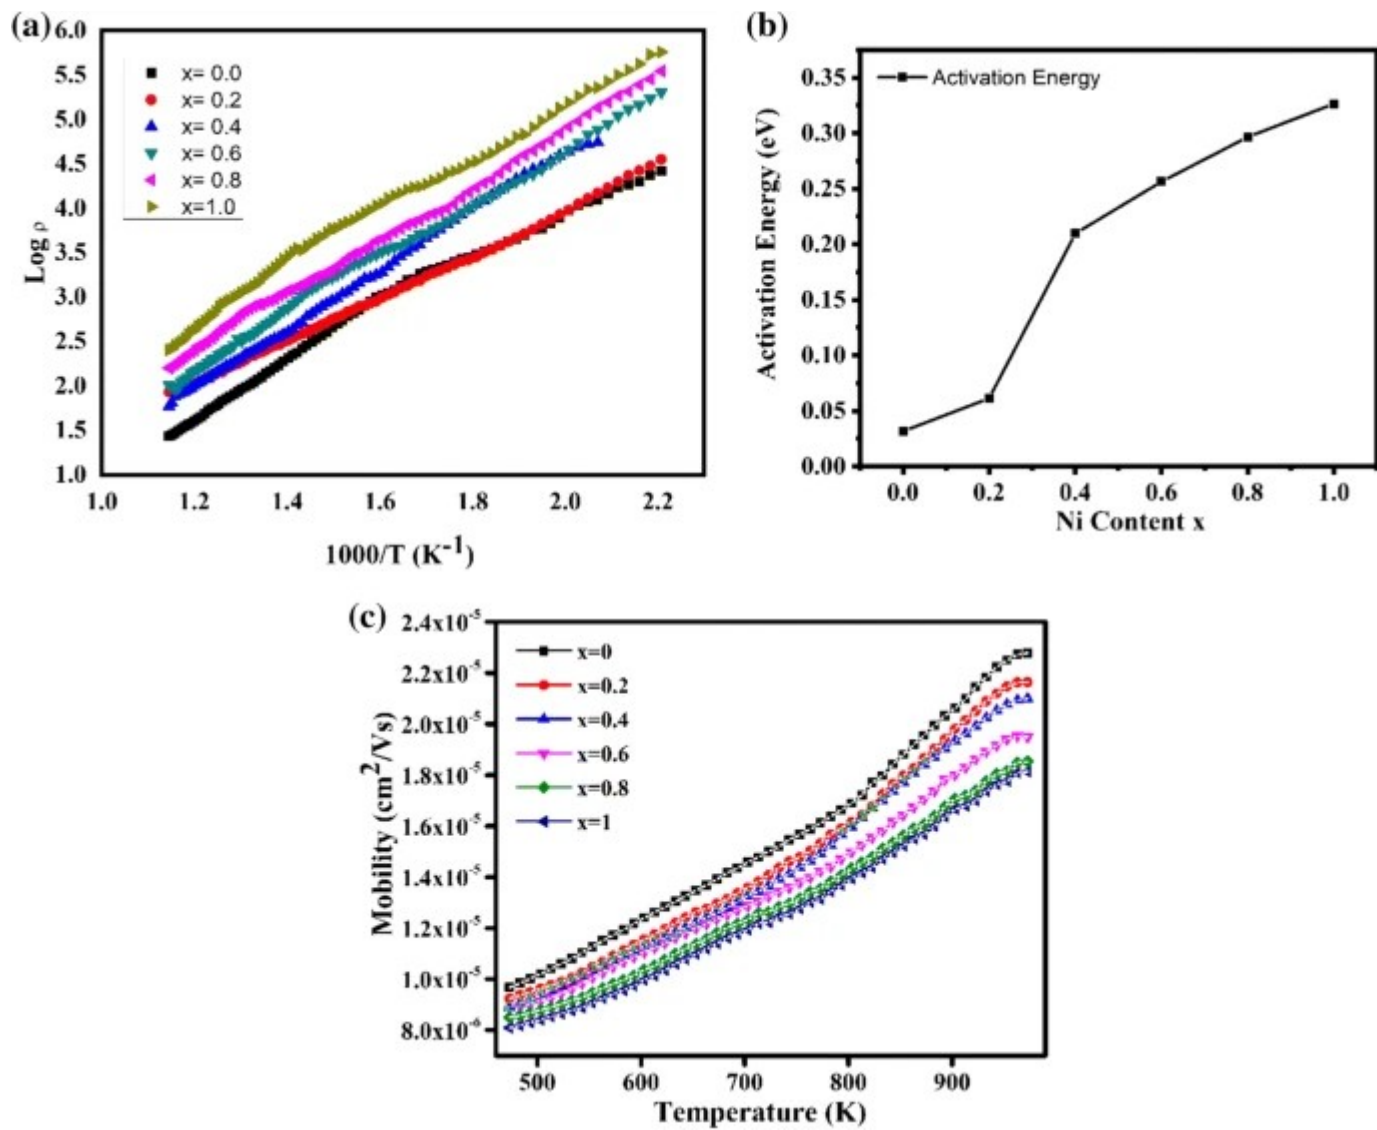 (a)
6.0
5.5
5.0
4.5
4.0
3.5
3.0
2.5
2.0
1.5
1.0
Log ρ
x= 0.0
x= 0.2
x= 0.4
x= 0.6
x= 0.8
x=1.0
1.0 1.2 1.4 1.6 1.8 2.0 2.2
1000/T (K⁻¹)
(b)
0.35
0.30
0.25
0.20
0.15
0.10
0.05
0.00
Activation Energy (eV)
Activation Energy
0.0 0.2 0.4 0.6 0.8 1.0
Ni Content x
(c)
2.4x10⁻⁵
2.2x10⁻⁵
2.0x10⁻⁵
1.8x10⁻⁵
1.6x10⁻⁵
1.4x10⁻⁵
1.2x10⁻⁵
1.0x10⁻⁵
8.0x10⁻⁶
Mobility (cm²/Vs)
x=0
x=0.2
x=0.4
x=0.6
x=0.8
x=1
500 600 700 800 900
Temperature (K)